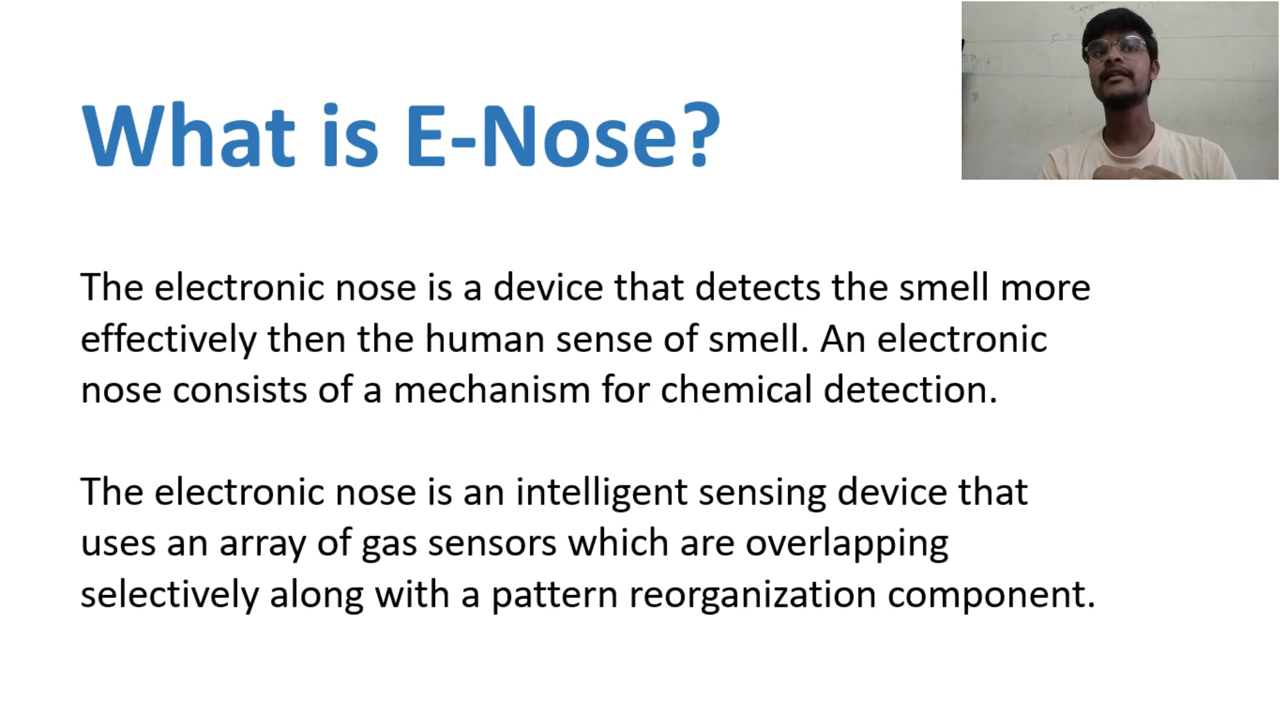 What is E-Nose?
The electronic nose is a device that detects the smell more
effectively then the human sense of smell. An electronic
nose consists of a mechanism for chemical detection.
The electronic nose is an intelligent sensing device that
uses an array of gas sensors which are overlapping
selectively along with a pattern reorganization component.